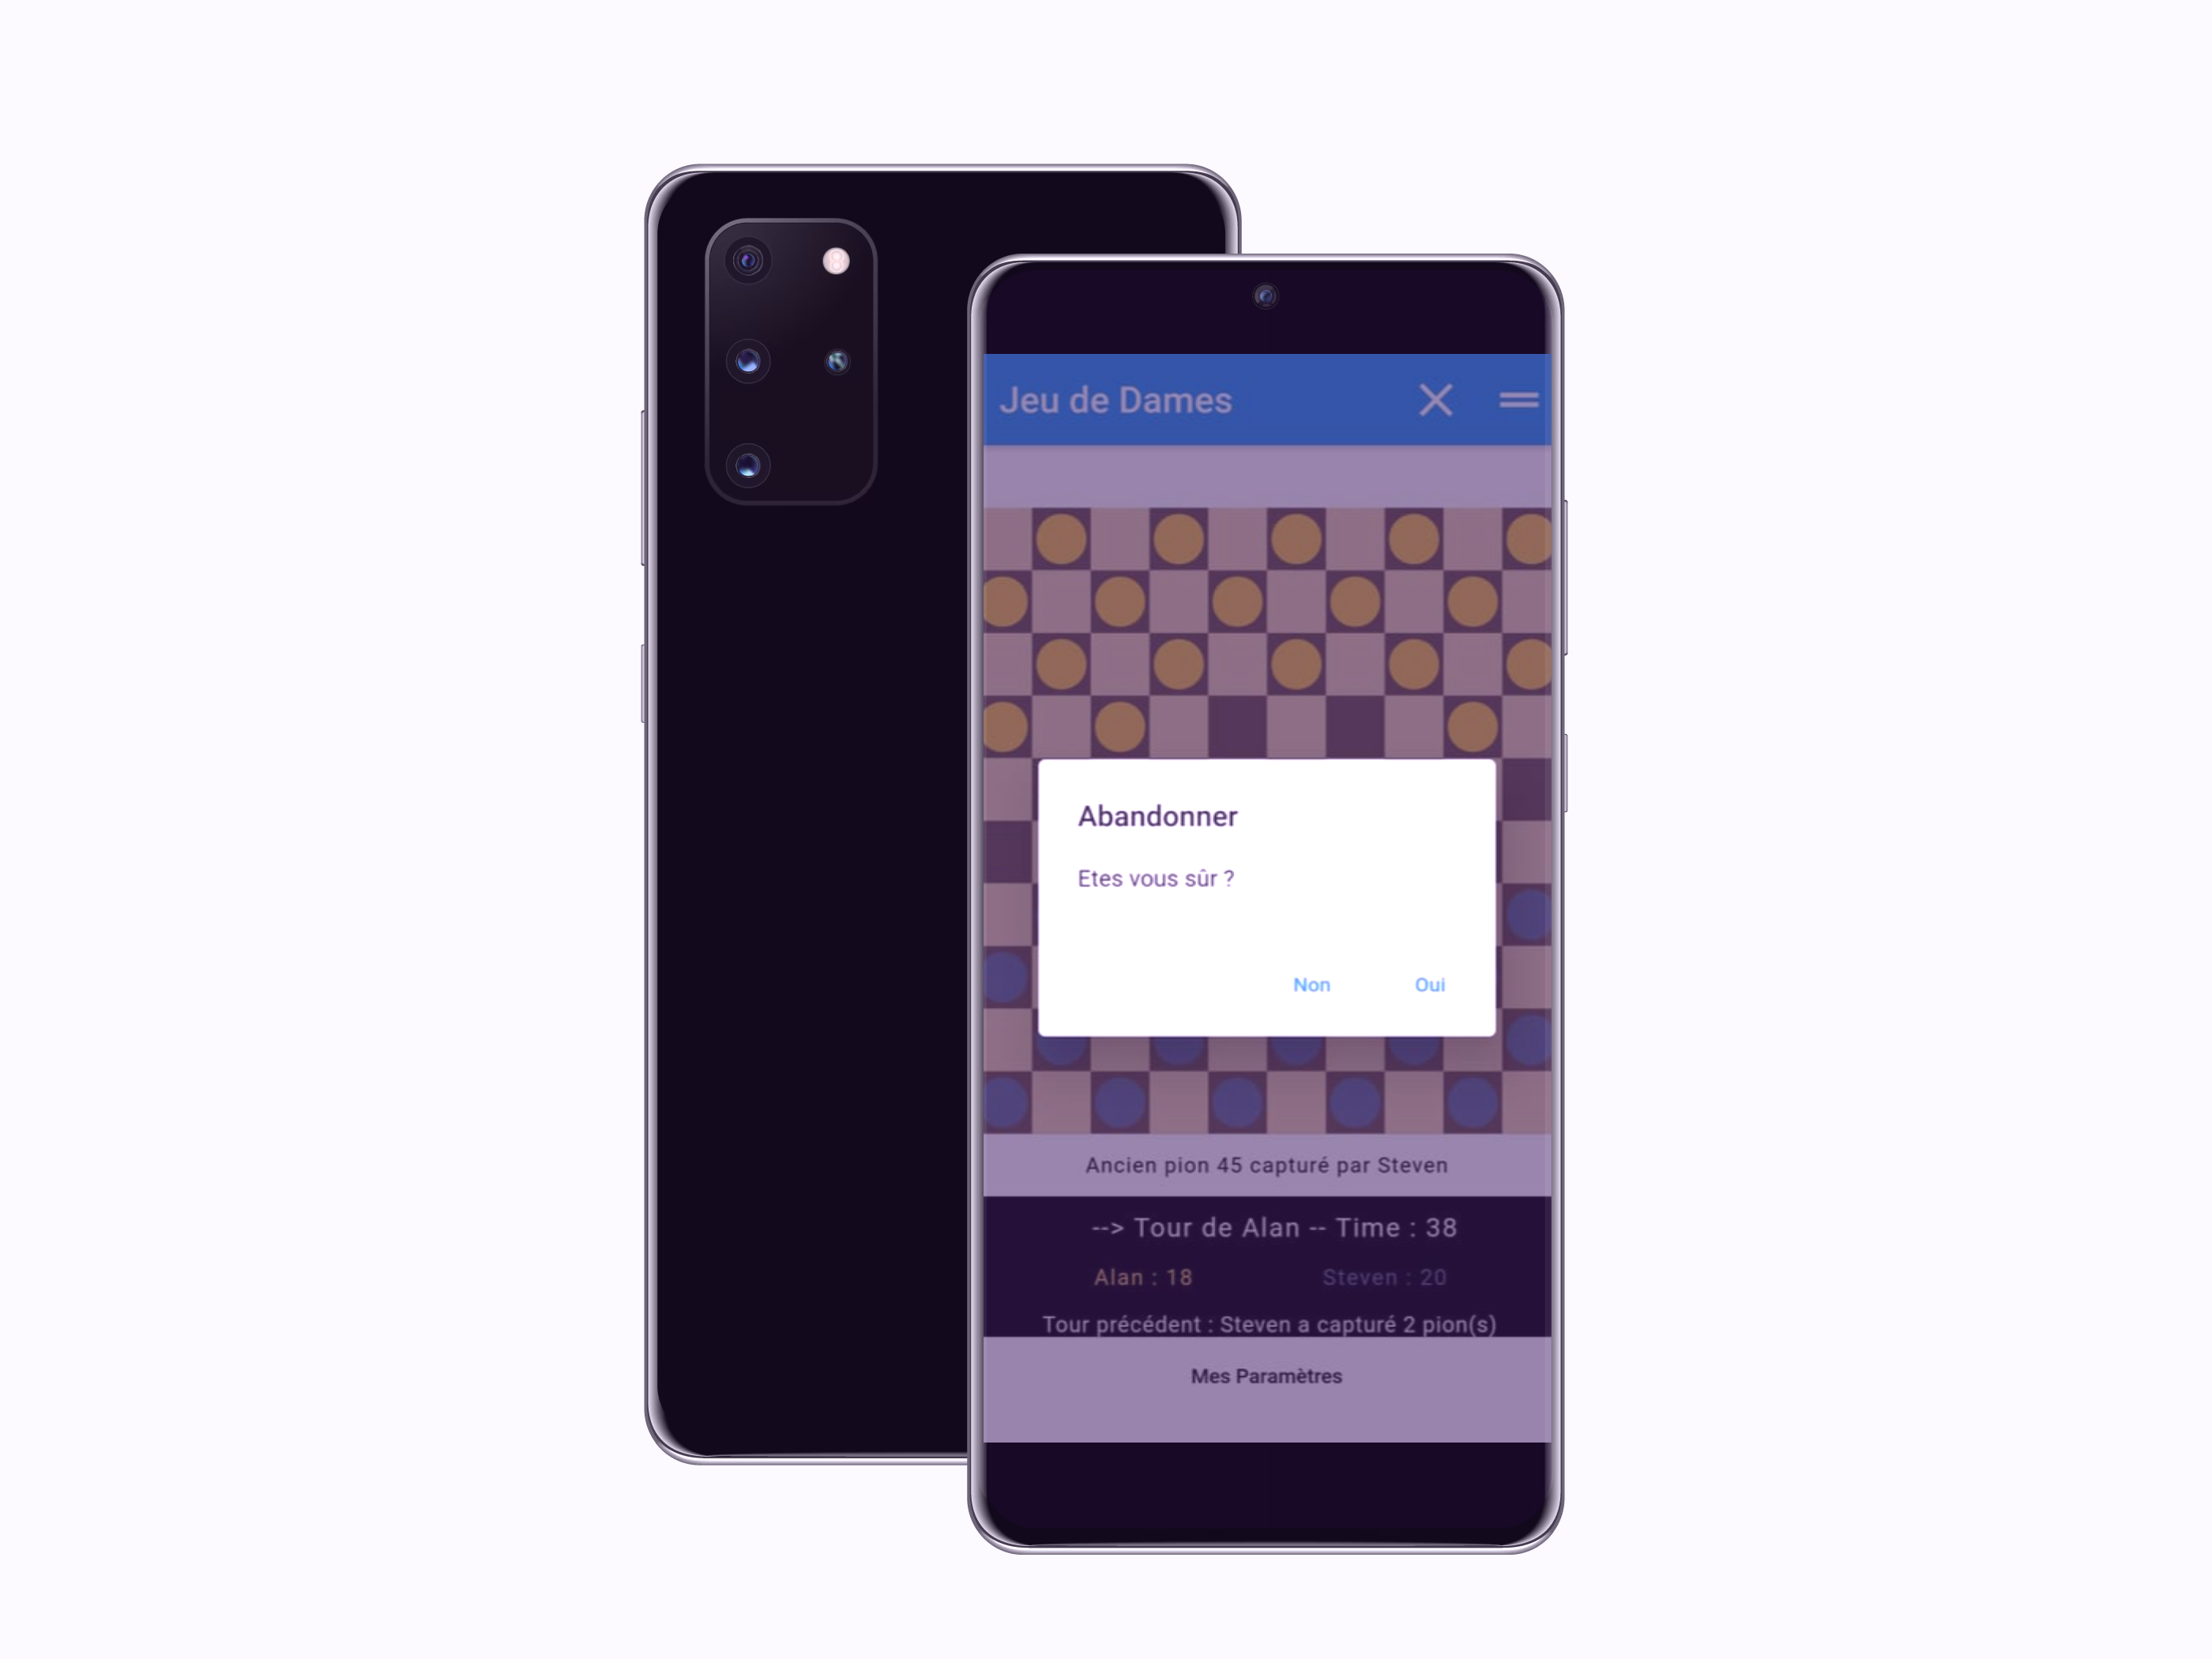 Jeu de Dames
Abandonner
Etes vous sûr ?
Non Oui
Ancien pion 45 capturé par Steven
--> Tour de Alan -- Time : 38
Alan : 18 Steven : 20
Tour précédent : Steven a capturé 2 pion(s)
Mes Paramètres